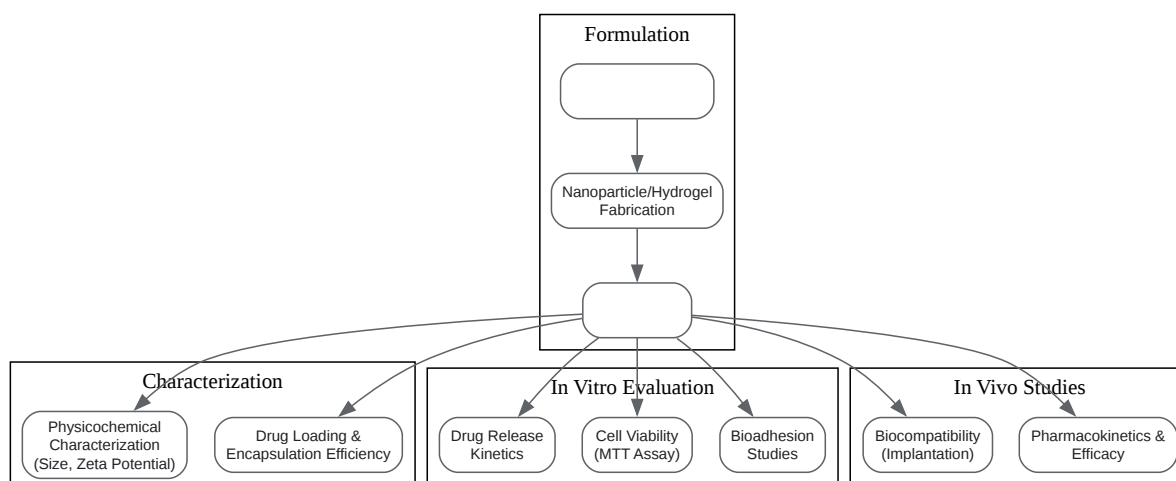 Formulation
Nanoparticle/Hydrogel
Fabrication
Characterization
In Vitro Evaluation
In Vivo Studies
Physicochemical
Characterization
(Size, Zeta Potential)
Drug Loading &
Encapsulation Efficiency
Drug Release
Kinetics
Cell Viability
(MTT Assay)
Bioadhesion
Studies
Biocompatibility
(Implantation)
Pharmacokinetics &
Efficacy